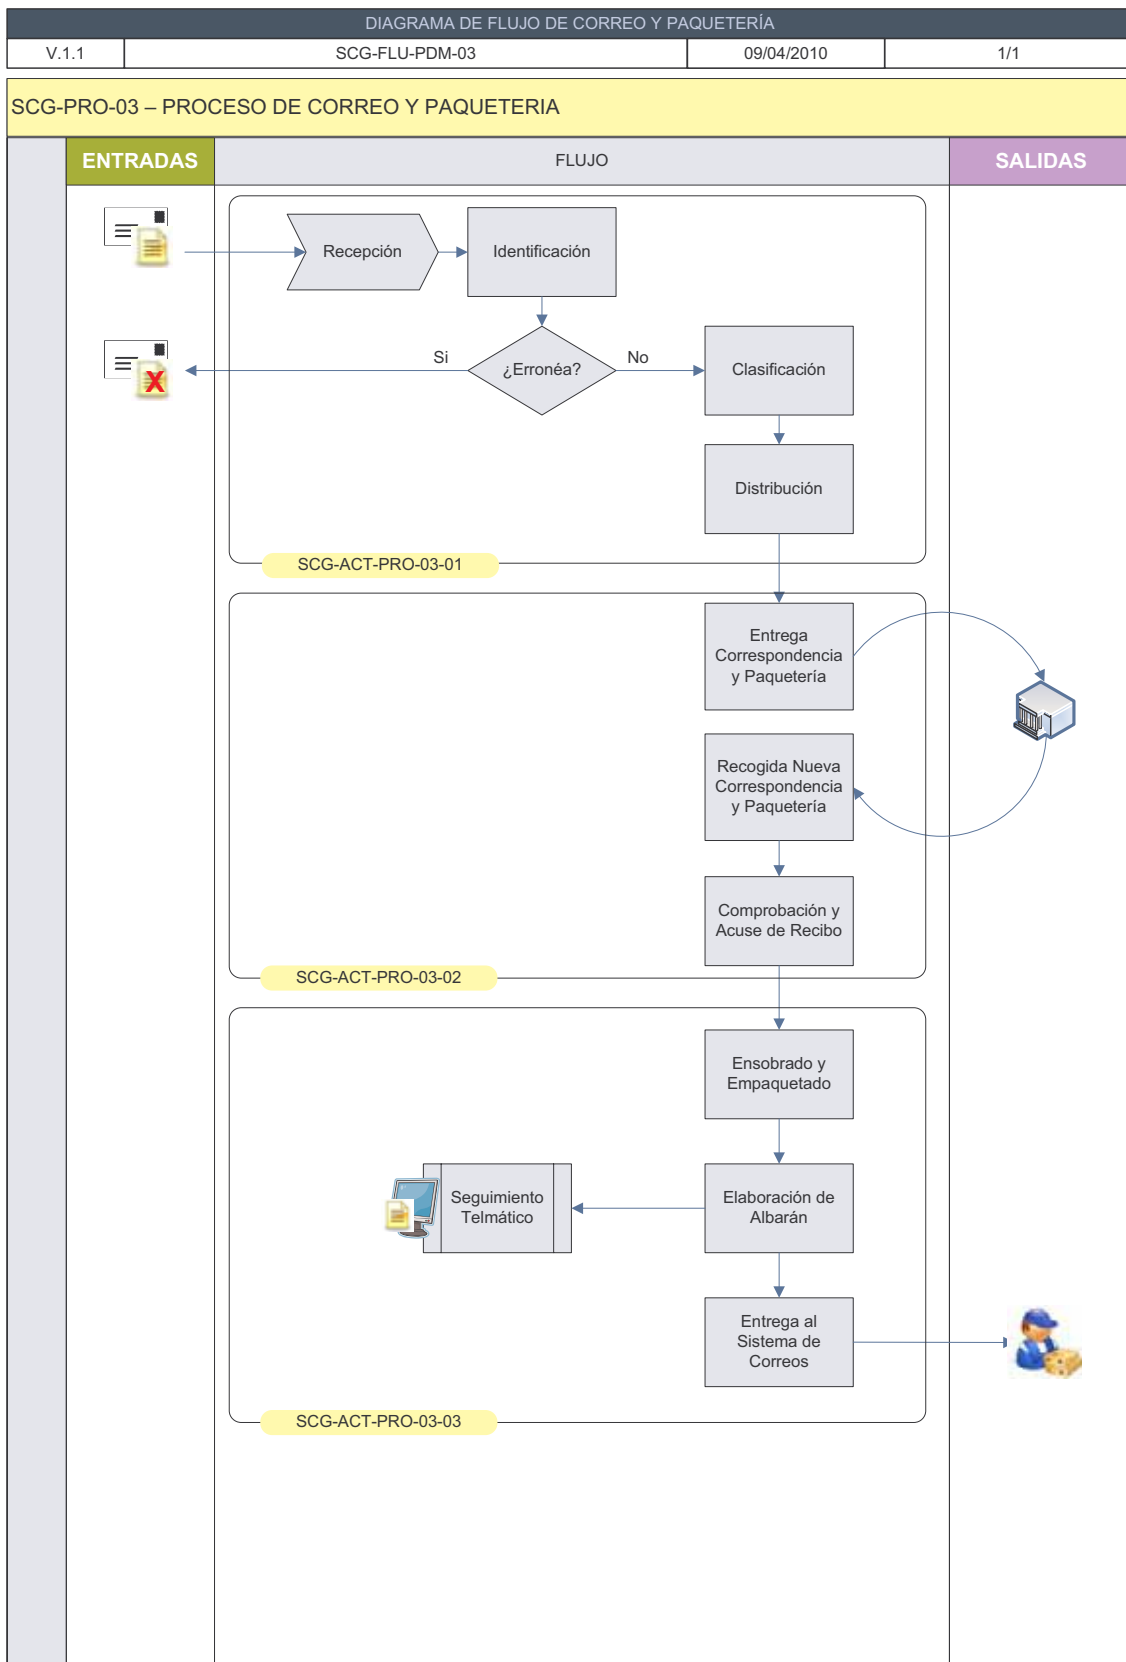 DIAGRAMA DE FLUJO DE CORREO Y PAQUETERÍA
V.1.1 SCG-FLU-PDM-03 09/04/2010 1/1
SCG-PRO-03 – PROCESO DE CORREO Y PAQUETERIA
ENTRADAS FLUJO SALIDAS
Recepción
Identificación
Si
¿Errónéa?
No
Clasificación
Distribución
SCG-ACT-PRO-03-01
Entrega
Correspondencia
y Paquetería
Recogida Nueva
Correspondencia
y Paquetería
Comprobación y
Acuse de Recibo
SCG-ACT-PRO-03-02
Ensobrado y
Empaquetado
Seguimiento
Telmático
Elaboración de
Albarán
Entrega al
Sistema de
Correos
SCG-ACT-PRO-03-03